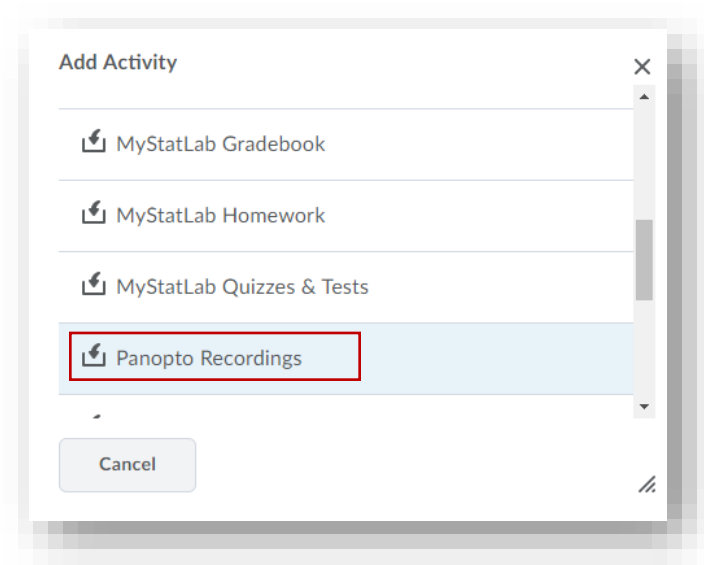 Add Activity
MyStatLab Gradebook
MyStatLab Homework
MyStatLab Quizzes & Tests
Panopto Recordings
Cancel